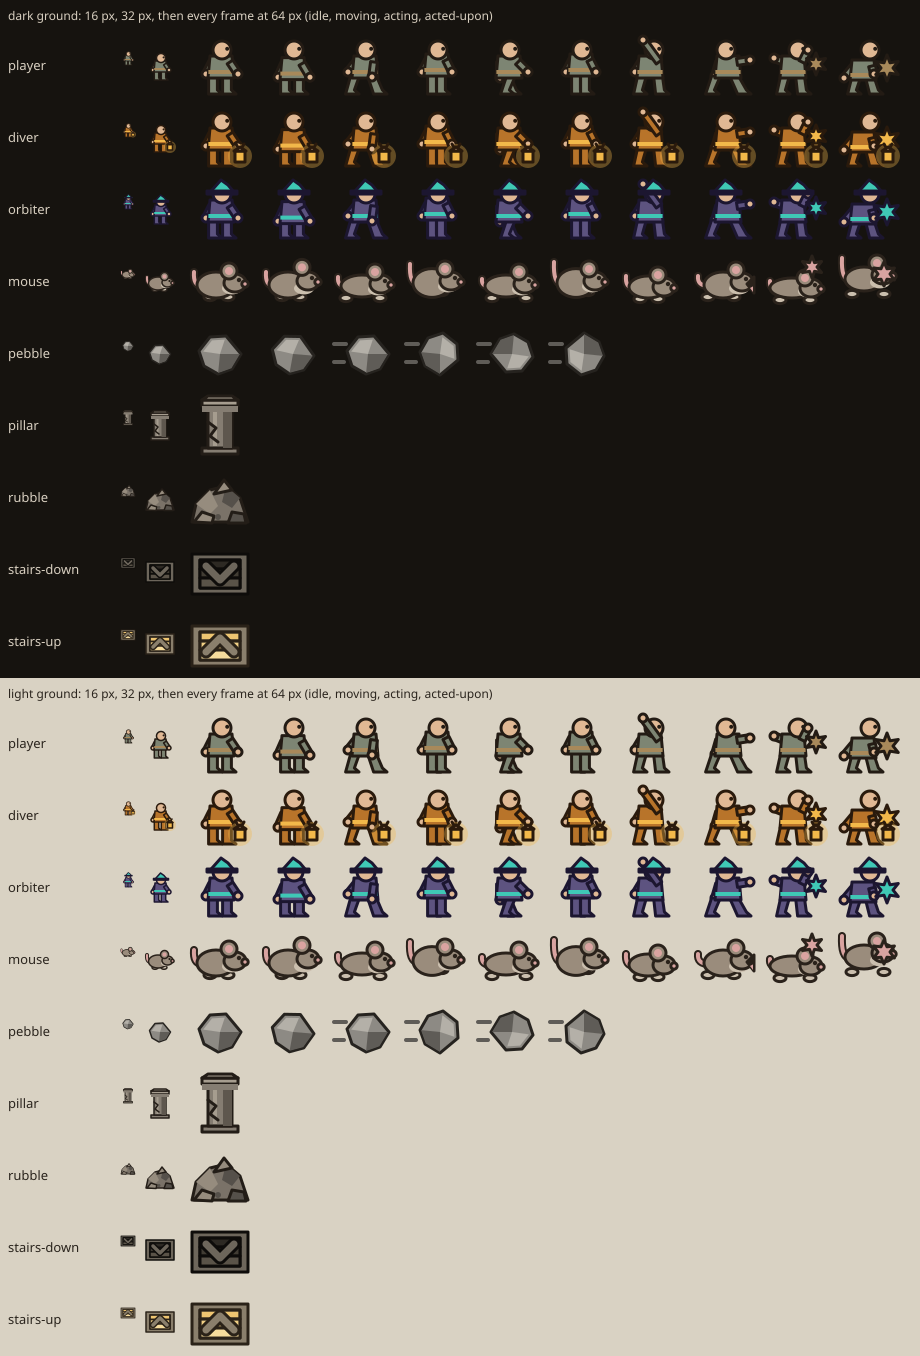 dark ground: 16 px, 32 px, then every frame at 64 px (idle, moving, acting, acted-upon)
player
diver
orbiter
mouse
pebble
pillar
rubble
stairs-down
stairs-up
light ground: 16 px, 32 px, then every frame at 64 px (idle, moving, acting, acted-upon)
player
diver
orbiter
mouse
pebble
pillar
rubble
stairs-down
stairs-up